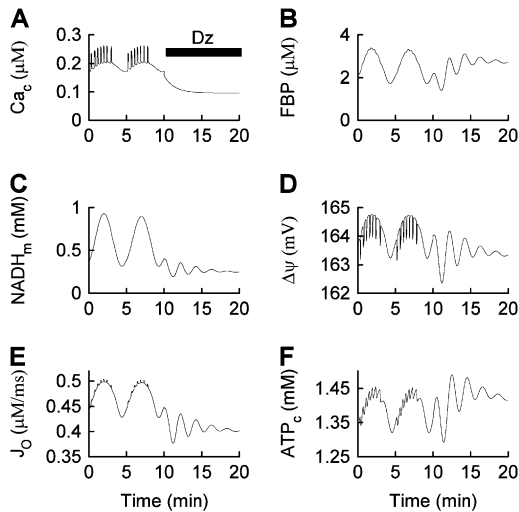 A
Dz
Ca_c (μM)
0.3
0.2
0.1
0
0 5 10 15 20
B
FBP (μM)
4
2
0
0 5 10 15 20
C
NADH_m (mM)
1
0.5
0
0 5 10 15 20
D
Δψ (mV)
165
164
163
162
0 5 10 15 20
E
J_O (μM/ms)
0.5
0.45
0.4
0.35
0 5 10 15 20
Time (min)
F
ATP_c (mM)
1.45
1.35
1.25
0 5 10 15 20
Time (min)